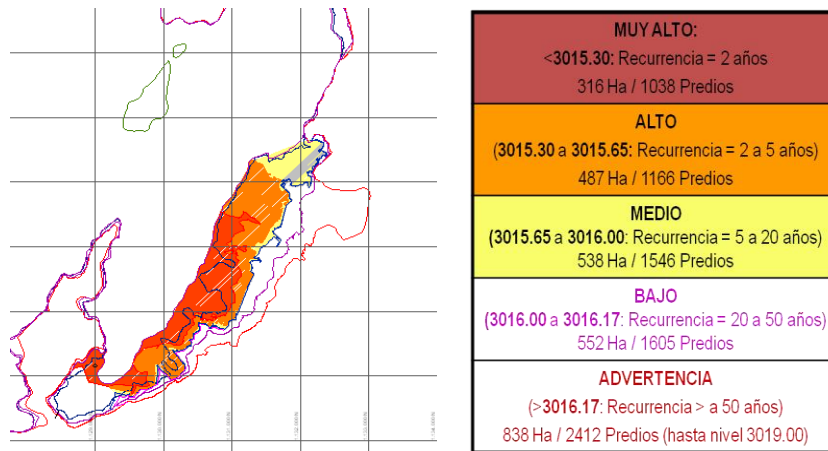 MUY ALTO:
<3015.30: Recurrencia = 2 años
316 Ha / 1038 Predios
ALTO
(3015.30 a 3015.65: Recurrencia = 2 a 5 años)
487 Ha / 1166 Predios
MEDIO
(3015.65 a 3016.00: Recurrencia = 5 a 20 años)
538 Ha / 1546 Predios
BAJO
(3016.00 a 3016.17: Recurrencia = 20 a 50 años)
552 Ha / 1605 Predios
ADVERTENCIA
(>3016.17: Recurrencia > a 50 años)
838 Ha / 2412 Predios (hasta nivel 3019.00)